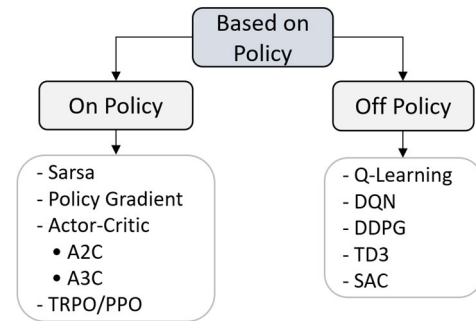 Based on
Policy
On Policy
Off Policy
- Sarsa
- Policy Gradient
- Actor-Critic
• A2C
• A3C
- TRPO/PPO
- Q-Learning
- DQN
- DDPG
- TD3
- SAC